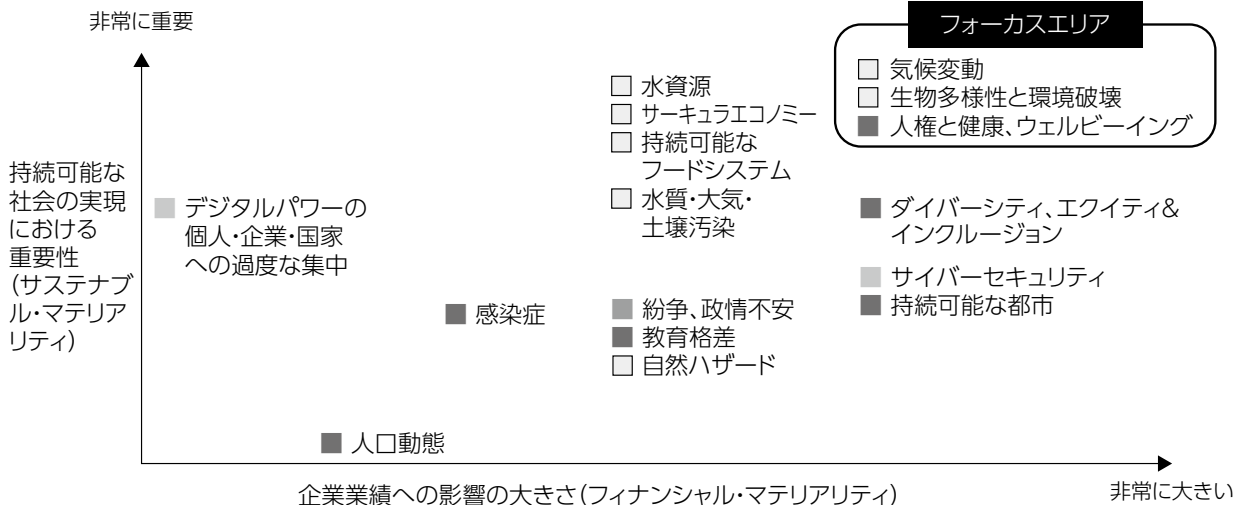 非常に重要
フォーカスエリア
気候変動
生物多様性と環境破壊
人権と健康、ウェルビーイング
水資源
サーキュラエコノミー
持続可能な
フードシステム
水質・大気・
土壌汚染
持続可能な
社会の実現
における
重要性
(サステナブ
ル・マテリア
リティ)
デジタルパワーの
個人・企業・国家
への過度な集中
ダイバーシティ、エクイティ&
インクルージョン
サイバーセキュリティ
持続可能な都市
感染症
紛争、政情不安
教育格差
自然ハザード
人口動態
企業業績への影響の大きさ(フィナンシャル・マテリアリティ)
非常に大きい